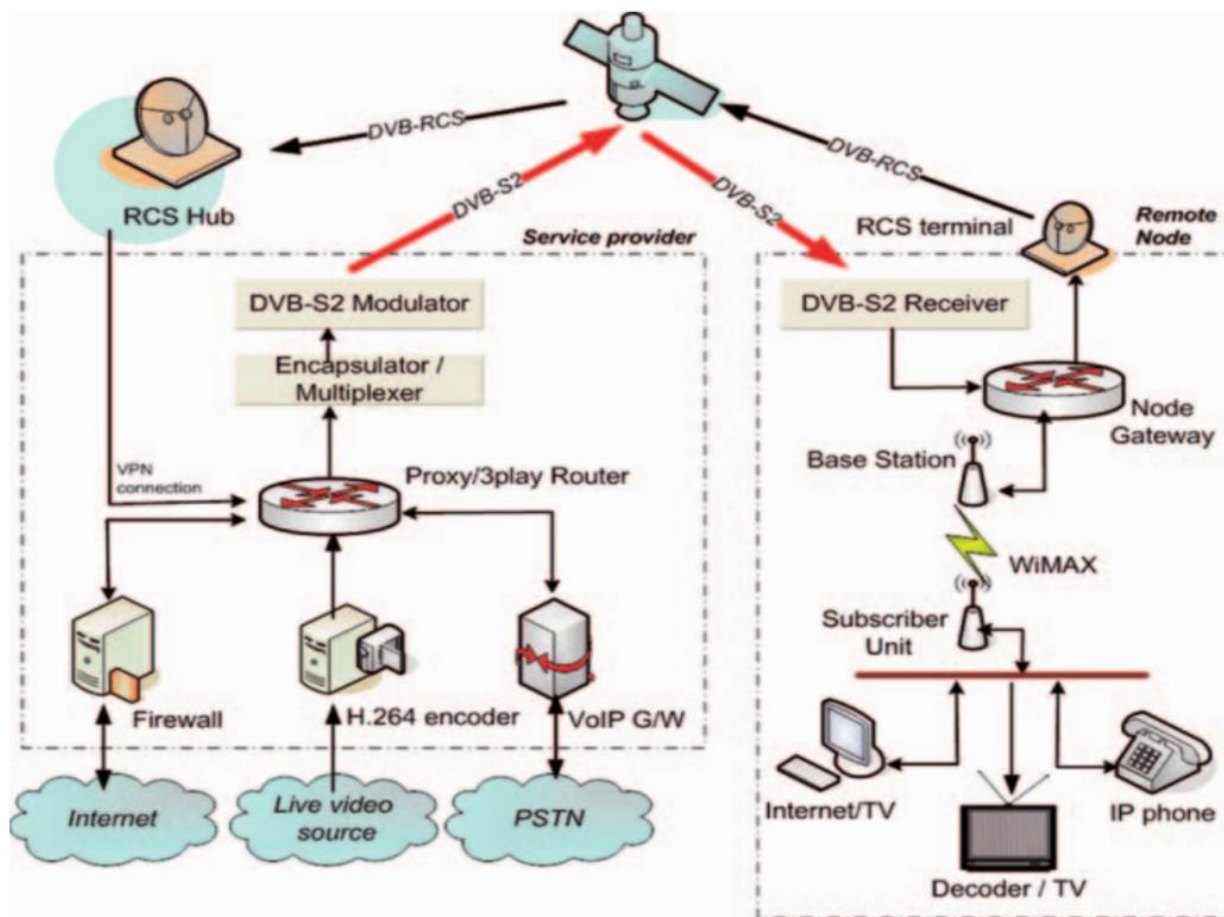 DVB-RCS
DVB-RCS
DVB-S2
DVB-S2
RCS Hub
RCS terminal
Remote
Node
Service provider
DVB-S2 Modulator
DVB-S2 Receiver
Encapsulator /
Multiplexer
Node
Gateway
VPN
connection
Proxy/3play Router
Base Station
WiMAX
Subscriber
Unit
Firewall
H.264 encoder
VoIP G/W
Internet
Live video
source
PSTN
Internet/TV
IP phone
Decoder / TV